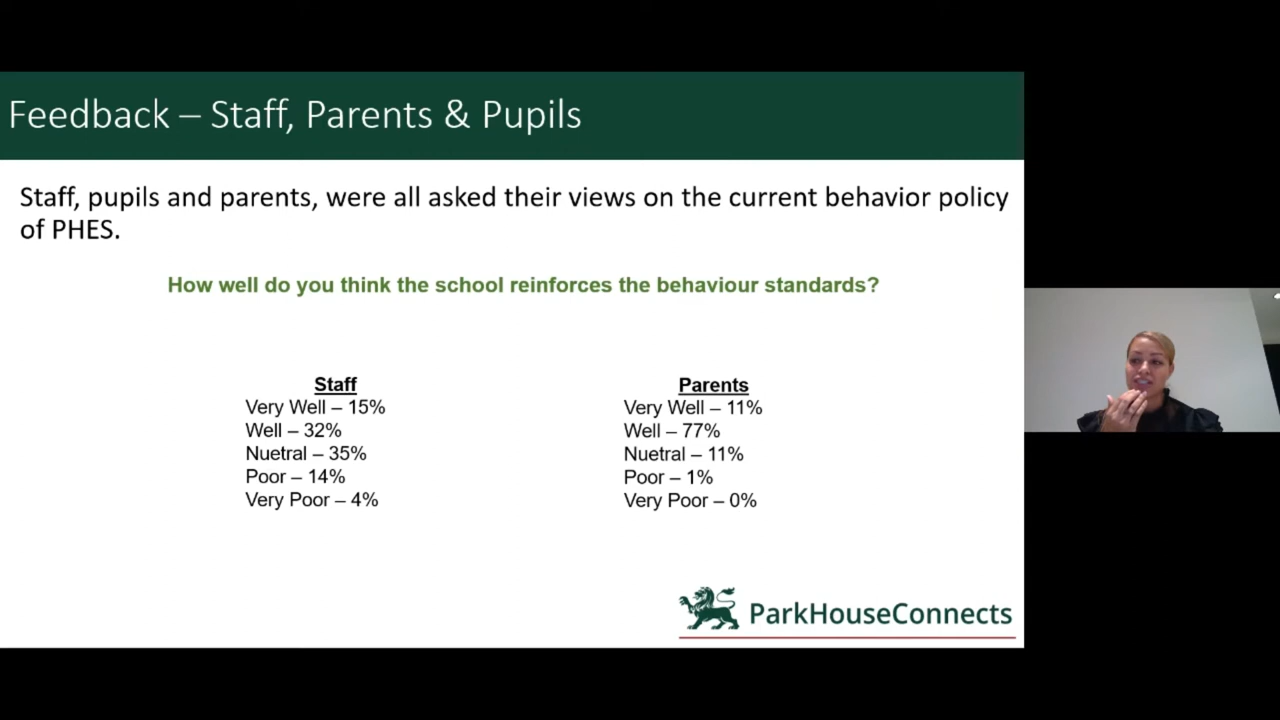 Feedback – Staff, Parents & Pupils
Staff, pupils and parents, were all asked their views on the current behavior policy
of PHES.
How well do you think the school reinforces the behaviour standards?
Staff
Very Well – 15%
Well – 32%
Nuetral – 35%
Poor – 14%
Very Poor – 4%
Parents
Very Well – 11%
Well – 77%
Nuetral – 11%
Poor – 1%
Very Poor – 0%
ParkHouseConnects